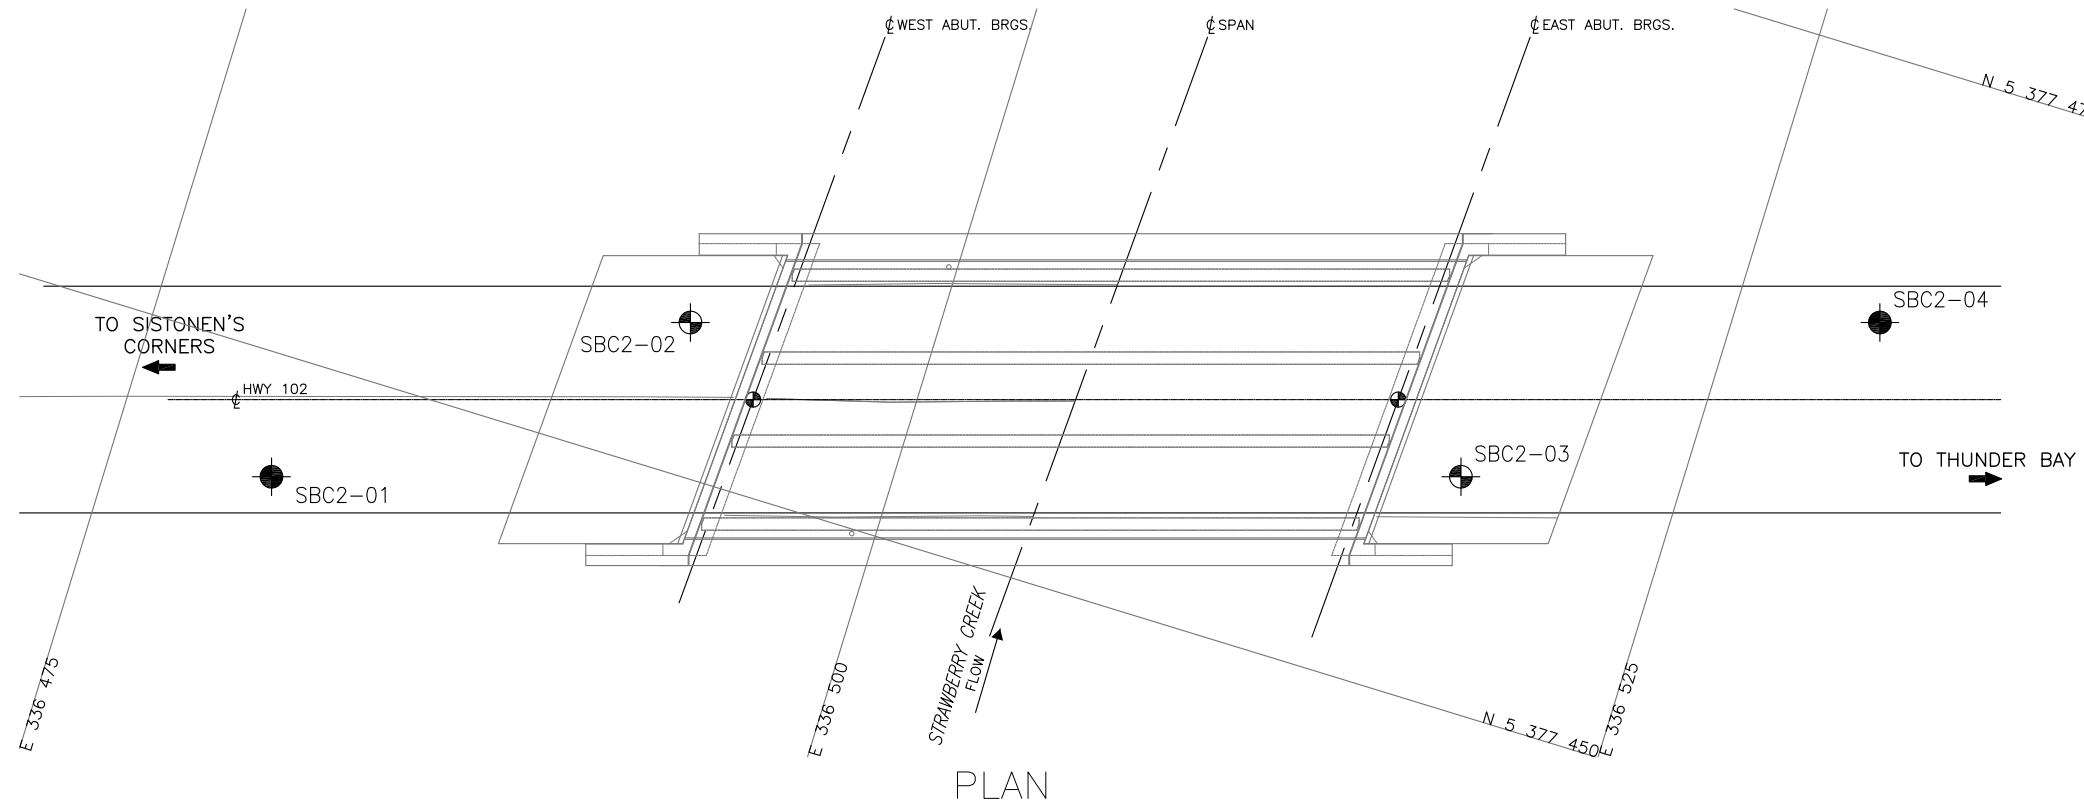 ℄ WEST ABUT. BRGS.
℄ SPAN
℄ EAST ABUT. BRGS.
N 5 377 47
SBC2-04
TO SISTONEN'S
CORNERS
SBC2-02
℄ HWY 102
SBC2-03
TO THUNDER BAY
SBC2-01
STRAWBERRY CREEK
FLOW
E 336 475
E 336 500
N 5 377 450
E 336 525
PLAN